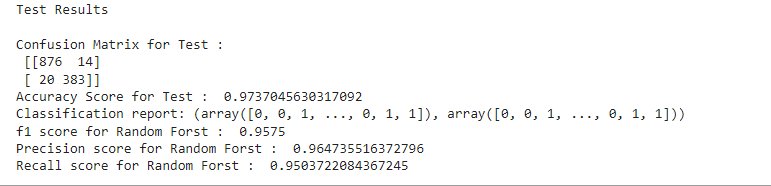 Test Results
Confusion Matrix for Test :
[[876 14]
[ 20 383]]
Accuracy Score for Test : 0.9737045630317092
Classification report: (array([0, 0, 1, ..., 0, 1, 1]), array([0, 0, 1, ..., 0, 1, 1]))
f1 score for Random Forst : 0.9575
Precision score for Random Forst : 0.964735516372796
Recall score for Random Forst : 0.9503722084367245